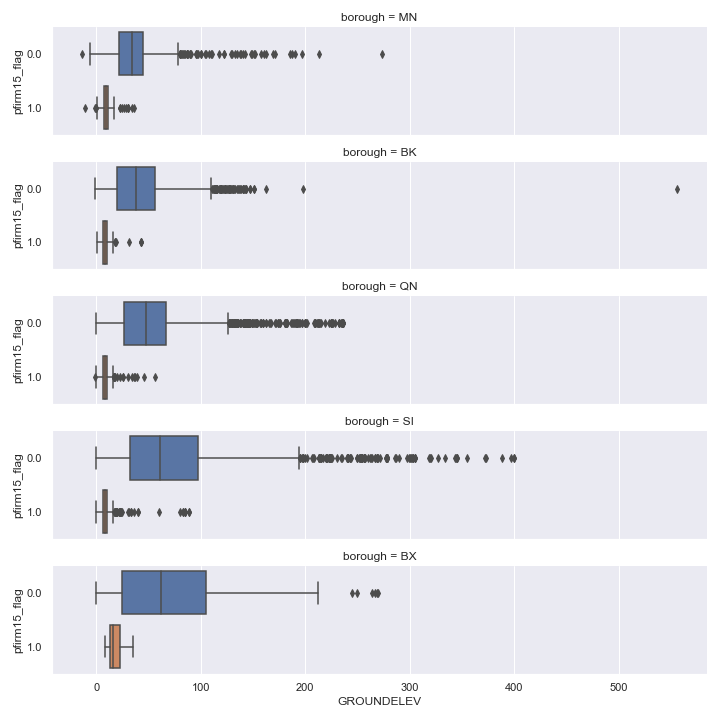 borough = MN
pfirm15_flag
0.0
1.0
borough = BK
pfirm15_flag
0.0
1.0
borough = QN
pfirm15_flag
0.0
1.0
borough = SI
pfirm15_flag
0.0
1.0
borough = BX
pfirm15_flag
0.0
1.0
0 100 200 300 400 500
GROUNDELEV